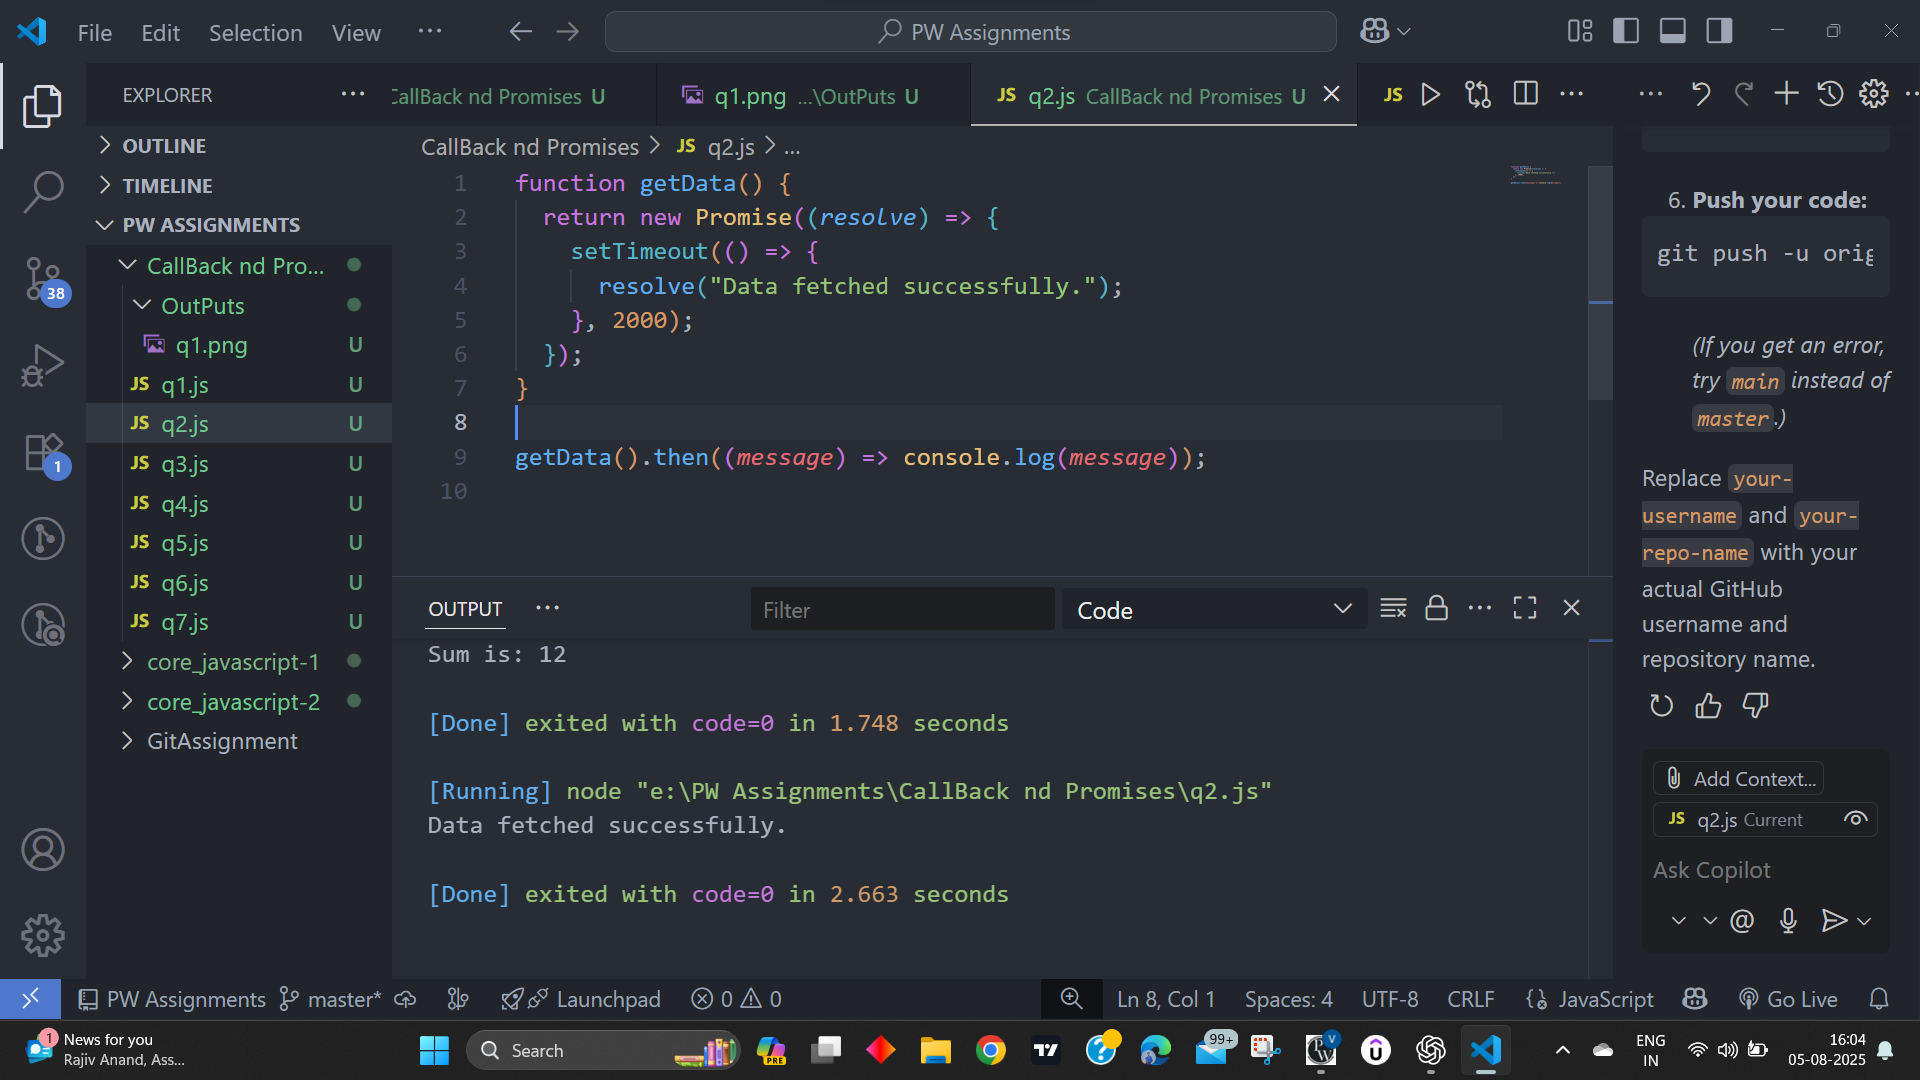 File Edit Selection View ...
PW Assignments
EXPLORER ...
OUTLINE
TIMELINE
PW ASSIGNMENTS
CallBack nd Pro...
OutPuts
q1.png U
JS q1.js U
JS q2.js U
JS q3.js U
JS q4.js U
JS q5.js U
JS q6.js U
JS q7.js U
core_javascript-1
core_javascript-2
GitAssignment
38
1
CallBack nd Promises U
q1.png ...\OutPuts U
JS q2.js CallBack nd Promises U
JS
CallBack nd Promises > JS q2.js > ...
1 function getData() {
2 return new Promise((resolve) => {
3 setTimeout(() => {
4 resolve("Data fetched successfully.");
5 }, 2000);
6 });
7 }
8
9 getData().then((message) => console.log(message));
10
OUTPUT ...
Filter
Code
Sum is: 12
[Done] exited with code=0 in 1.748 seconds
[Running] node "e:\PW Assignments\CallBack nd Promises\q2.js"
Data fetched successfully.
[Done] exited with code=0 in 2.663 seconds
6. Push your code:
git push -u orig
(If you get an error,
try main instead of
master.)
Replace your-
username and your-
repo-name with your
actual GitHub
username and
repository name.
Add Context...
JS q2.js Current
Ask Copilot
@
PW Assignments master* Launchpad 0 0
Ln 8, Col 1 Spaces: 4 UTF-8 CRLF {} JavaScript Go Live
1
News for you
Rajiv Anand, Ass...
Search
PRE
99+
ENG
IN
16:04
05-08-2025